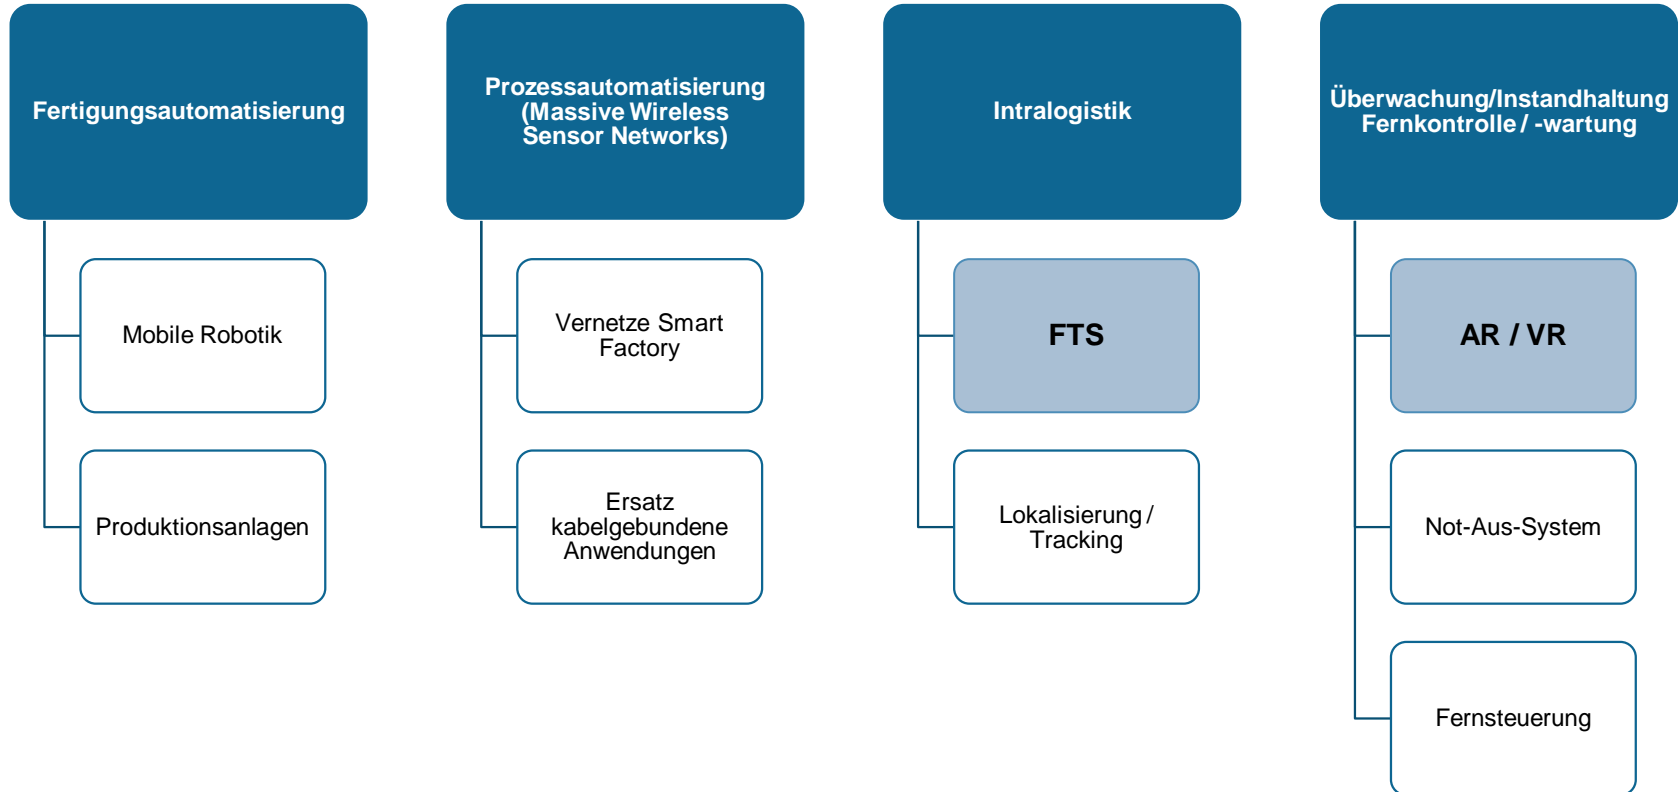 Fertigungsautomatisierung
Mobile Robotik
Produktionsanlagen
Prozessautomatisierung
(Massive Wireless
Sensor Networks)
Vernetze Smart
Factory
Ersatz
kabelgebundene
Anwendungen
Intralogistik
FTS
Lokalisierung /
Tracking
Überwachung/Instandhaltung
Fernkontrolle / -wartung
AR / VR
Not-Aus-System
Fernsteuerung